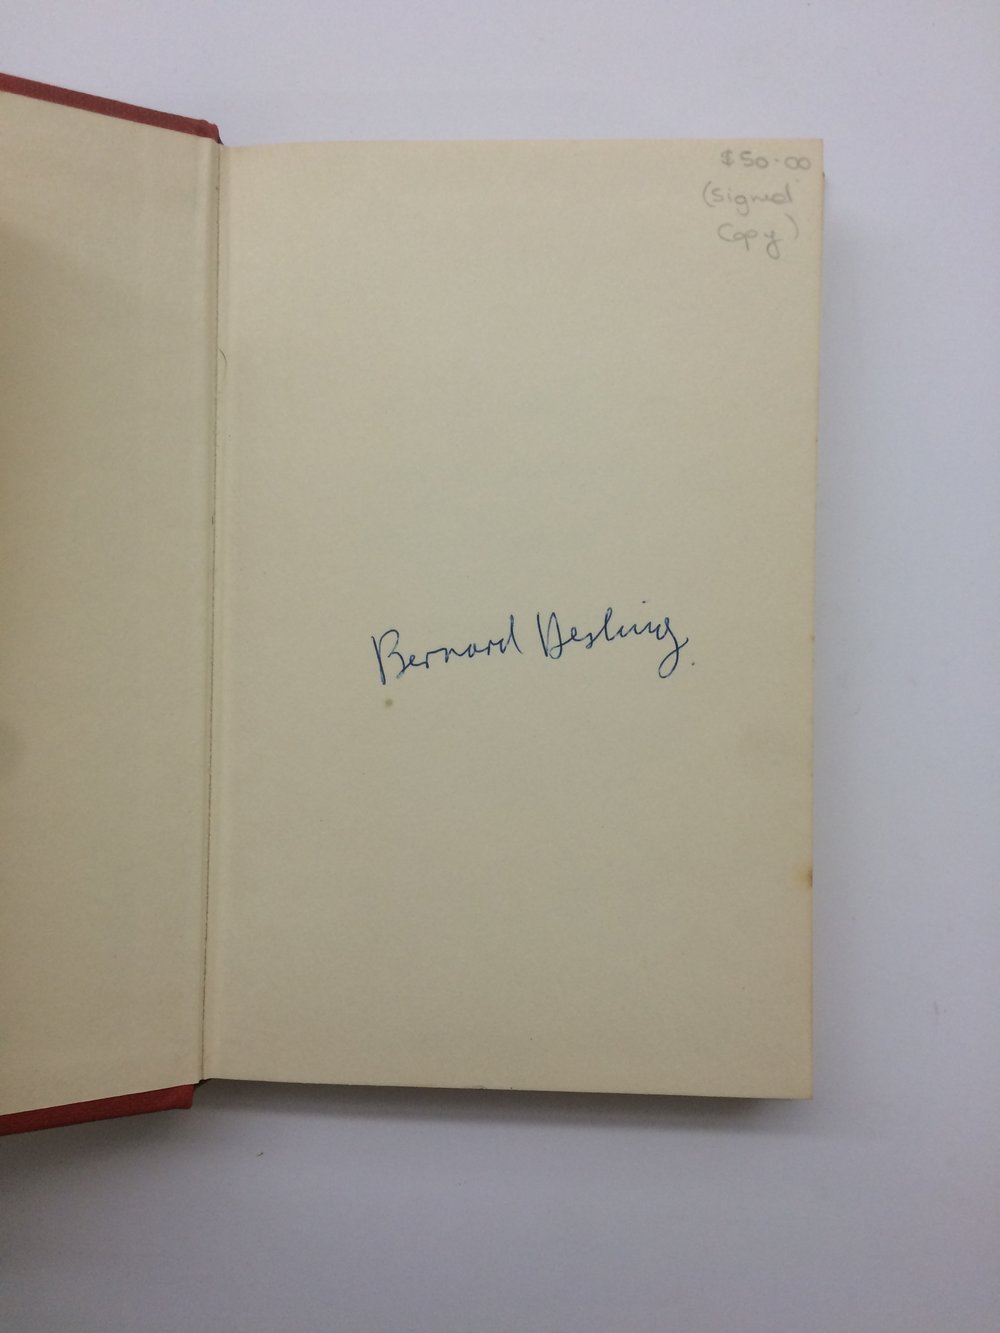 $50.00
(signed
copy)
Bernard Hesling.